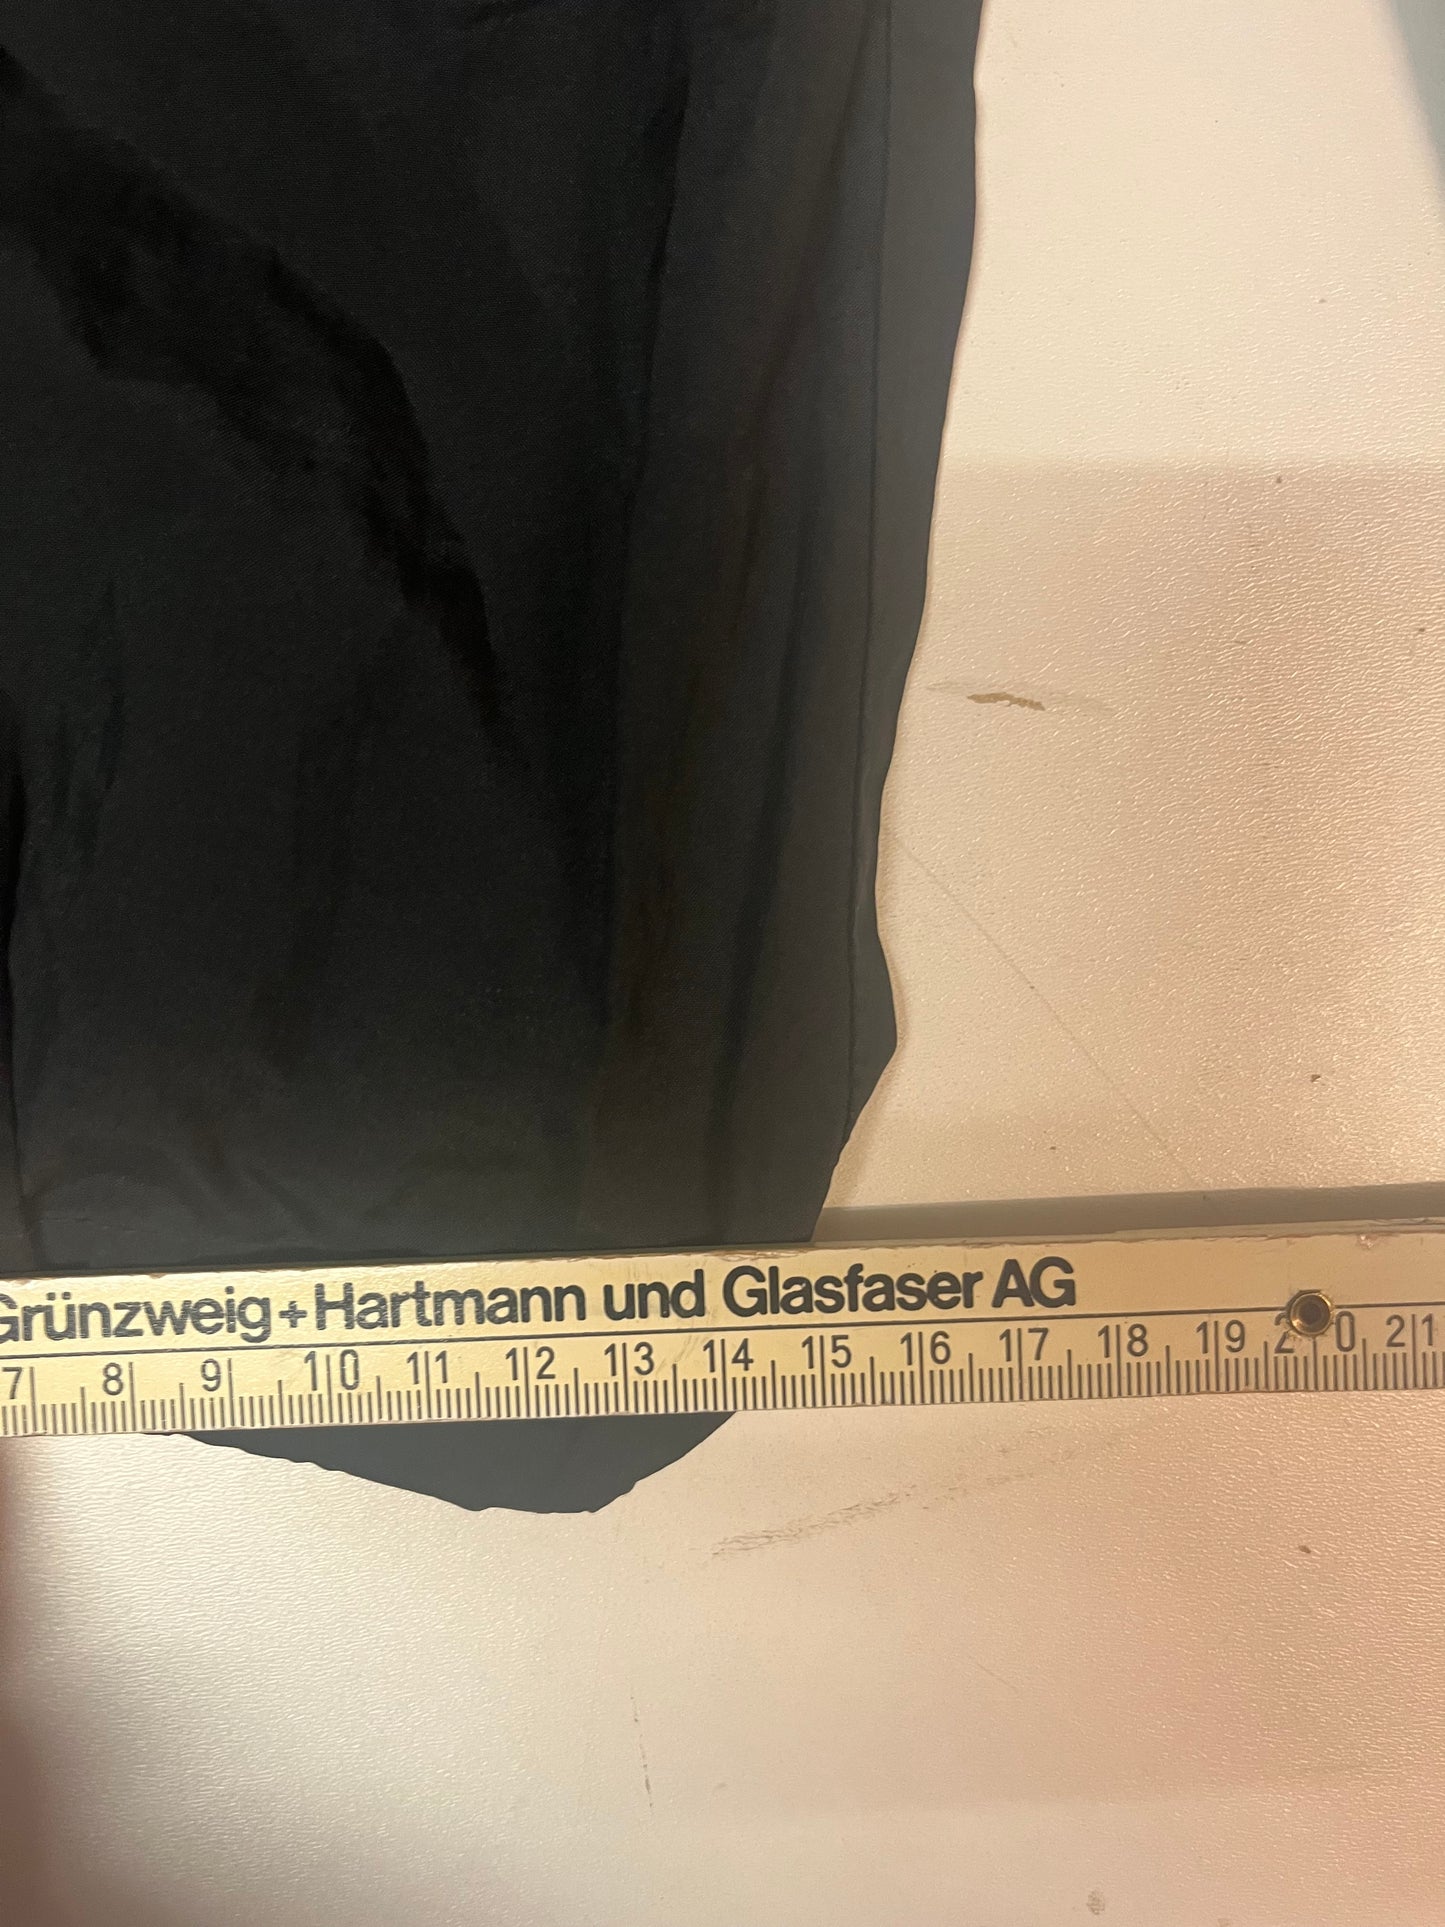 Grünzweig+Hartmann und Glasfaser AG
7 8 9 10 11 12 13 14 15 16 17 18 19 20 21